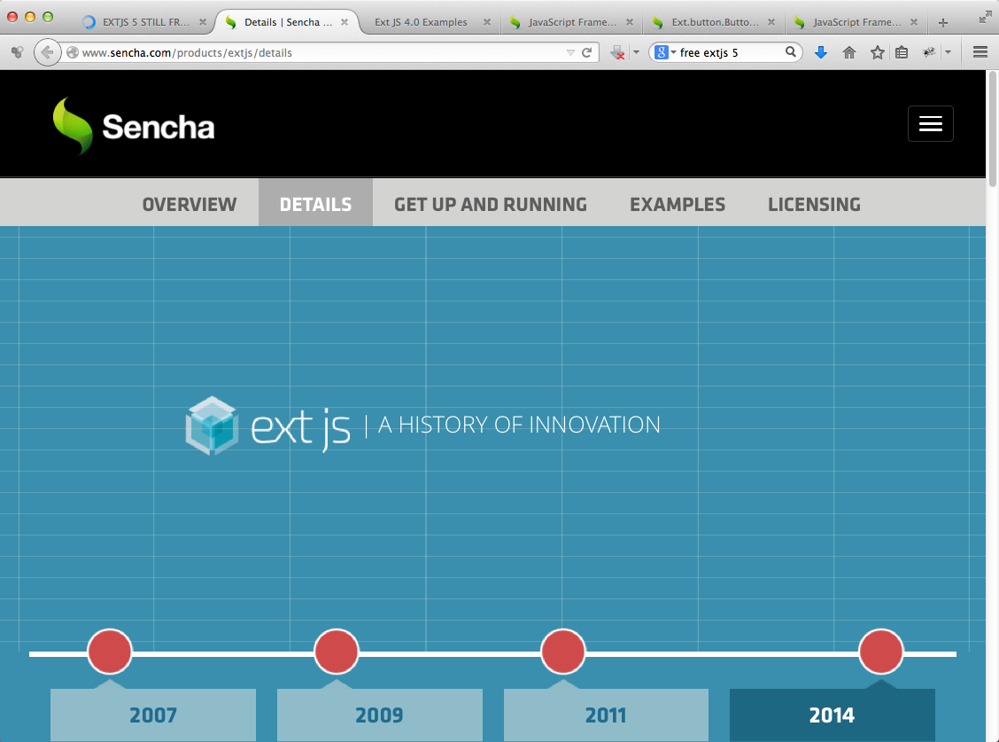 EXTJS 5 STILL FR... Details | Sencha ... Ext JS 4.0 Examples JavaScript Frame... Ext.button.Butto... JavaScript Frame...
www.sencha.com/products/extjs/details 8 free extjs 5
Sencha
OVERVIEW DETAILS GET UP AND RUNNING EXAMPLES LICENSING
ext js | A HISTORY OF INNOVATION
2007 2009 2011 2014